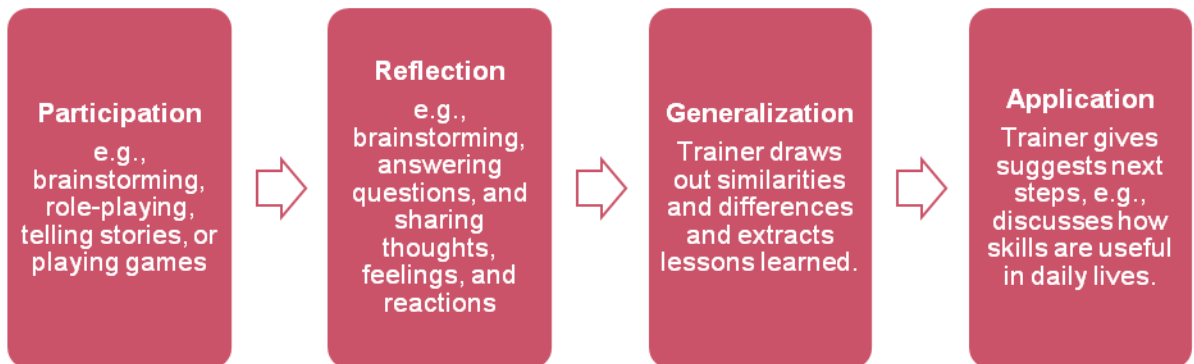 Participation
e.g.,
brainstorming,
role-playing,
telling stories, or
playing games
Reflection
e.g.,
brainstorming,
answering
questions, and
sharing
thoughts,
feelings, and
reactions
Generalization
Trainer draws
out similarities
and differences
and extracts
lessons learned.
Application
Trainer gives
suggests next
steps, e.g.,
discusses how
skills are useful
in daily lives.